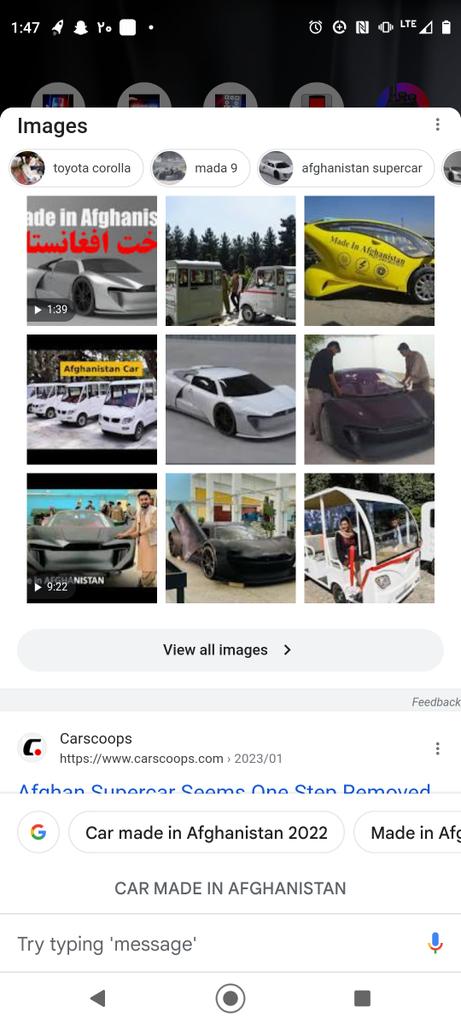 1:47
۲۰
LTE
Images
toyota corolla
mada 9
afghanistan supercar
ade in Afghanis
خت افغانستا
1:39
Made in Afghanistan
Afghanistan Car
9:22
e in AFGHANISTAN
View all images
Feedback
Carscoops
https://www.carscoops.com › 2023/01
Afghan Supercar Seems One Step Removed
Car made in Afghanistan 2022
Made in Afg
CAR MADE IN AFGHANISTAN
Try typing 'message'